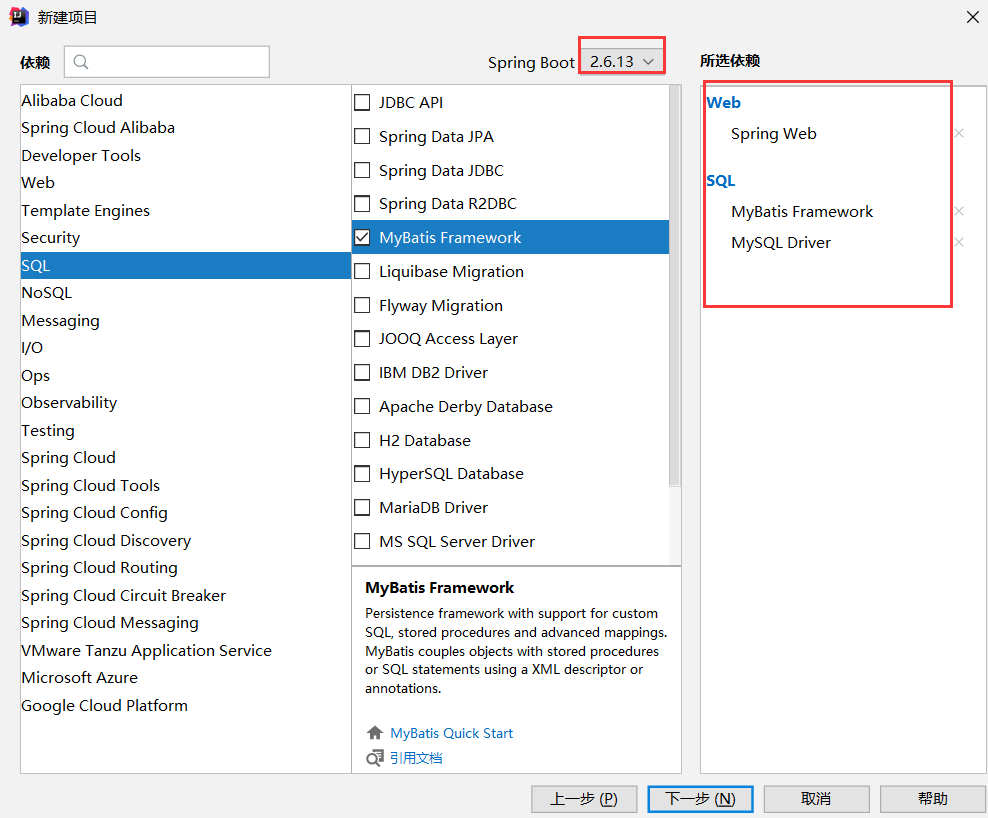 新建项目
依赖
Spring Boot
2.6.13
所选依赖
Alibaba Cloud
Spring Cloud Alibaba
Developer Tools
Web
Template Engines
Security
SQL
NoSQL
Messaging
I/O
Ops
Observability
Testing
Spring Cloud
Spring Cloud Tools
Spring Cloud Config
Spring Cloud Discovery
Spring Cloud Routing
Spring Cloud Circuit Breaker
Spring Cloud Messaging
VMware Tanzu Application Service
Microsoft Azure
Google Cloud Platform
JDBC API
Spring Data JPA
Spring Data JDBC
Spring Data R2DBC
MyBatis Framework
Liquibase Migration
Flyway Migration
JOOQ Access Layer
IBM DB2 Driver
Apache Derby Database
H2 Database
HyperSQL Database
MariaDB Driver
MS SQL Server Driver
MyBatis Framework
Persistence framework with support for custom
SQL, stored procedures and advanced mappings.
MyBatis couples objects with stored procedures
or SQL statements using a XML descriptor or
annotations.
MyBatis Quick Start
引用文档
Web
Spring Web
SQL
MyBatis Framework
MySQL Driver
上一步 (P)
下一步 (N)
取消
帮助